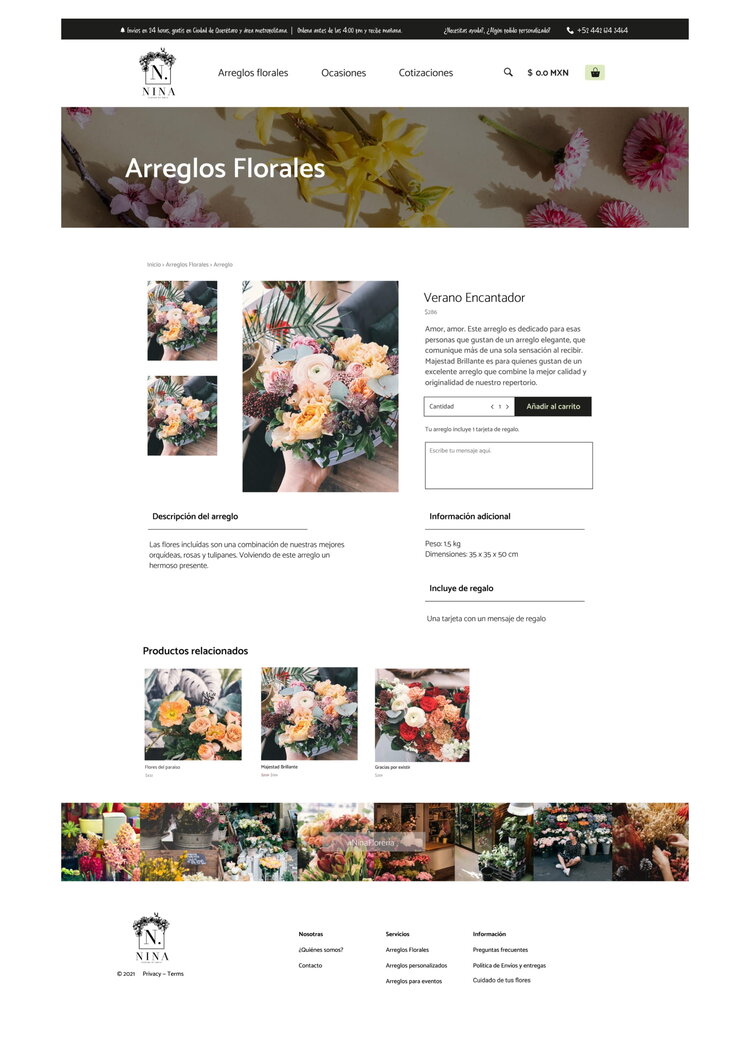 Envios en 24 horas, gratis en Ciudad de Querétaro y área metropolitana. | Ordena antes de las 4:00 pm y recibe mañana.
¿Necesitas ayuda?, ¿Algún pedido personalizado?
+52 442 624 3464
N.
NINA
Arreglos florales
Ocasiones
Cotizaciones
$ 0.0 MXN
Arreglos Florales
Inicio > Arreglos Florales > Arreglo
Verano Encantador
$286
Amor, amor. Este arreglo es dedicado para esas
personas que gustan de un arreglo elegante, que
comunique más de una sola sensación al recibir.
Majestad Brillante es para quienes gustan de un
excelente arreglo que combine la mejor calidad y
originalidad de nuestro repertorio.
Cantidad < 1 > Añadir al carrito
Tu arreglo incluye 1 tarjeta de regalo.
Escribe tu mensaje aquí.
Descripción del arreglo
Las flores incluídas son una combinación de nuestras mejores
orquídeas, rosas y tulipanes. Volviendo de este arreglo un
hermoso presente.
Información adicional
Peso: 1.5 kg
Dimensiones: 35 x 35 x 50 cm
Incluye de regalo
Una tarjeta con un mensaje de regalo
Productos relacionados
Flores del paraíso
Majestad Brillante
Gracias por existir
N.
NINA
© 2021 Privacy – Terms
Nosotras
¿Quiénes somos?
Contacto
Servicios
Arreglos Florales
Arreglos personalizados
Arreglos para eventos
Información
Preguntas frecuentes
Política de Envíos y entregas
Cuidado de tus flores